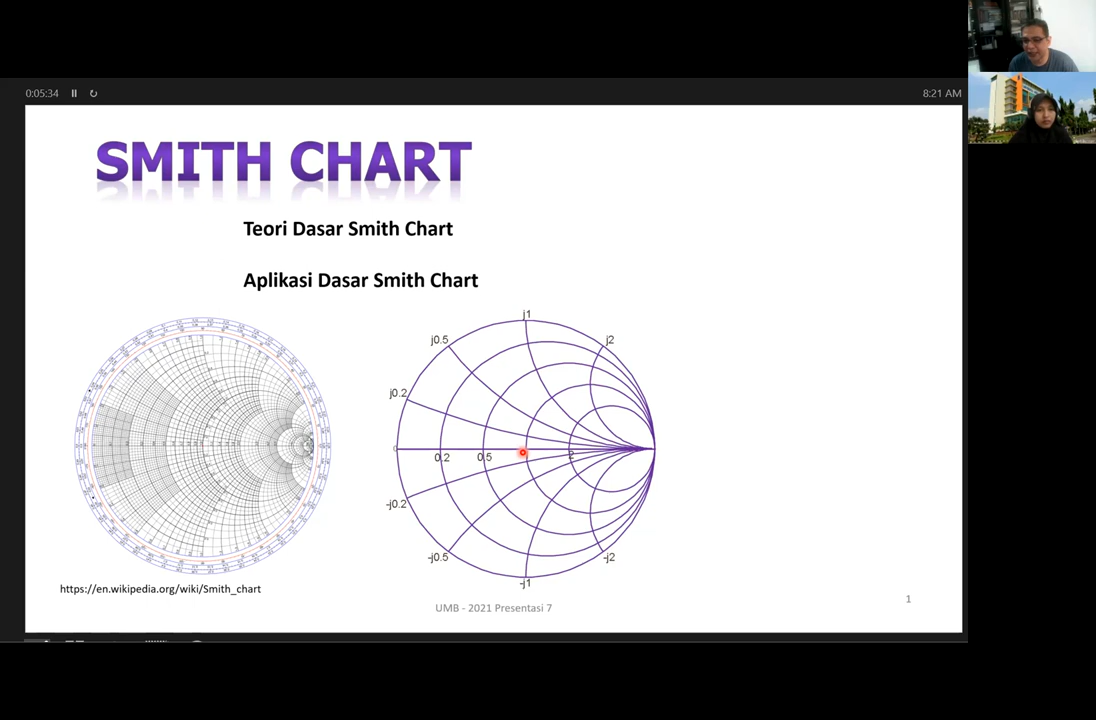 0:05:34
8:21 AM
SMITH CHART
Teori Dasar Smith Chart
Aplikasi Dasar Smith Chart
j1
j0.5
j2
j0.2
0
0.2
0.5
2
-j0.2
-j0.5
-j2
-j1
https://en.wikipedia.org/wiki/Smith_chart
UMB - 2021 Presentasi 7
1